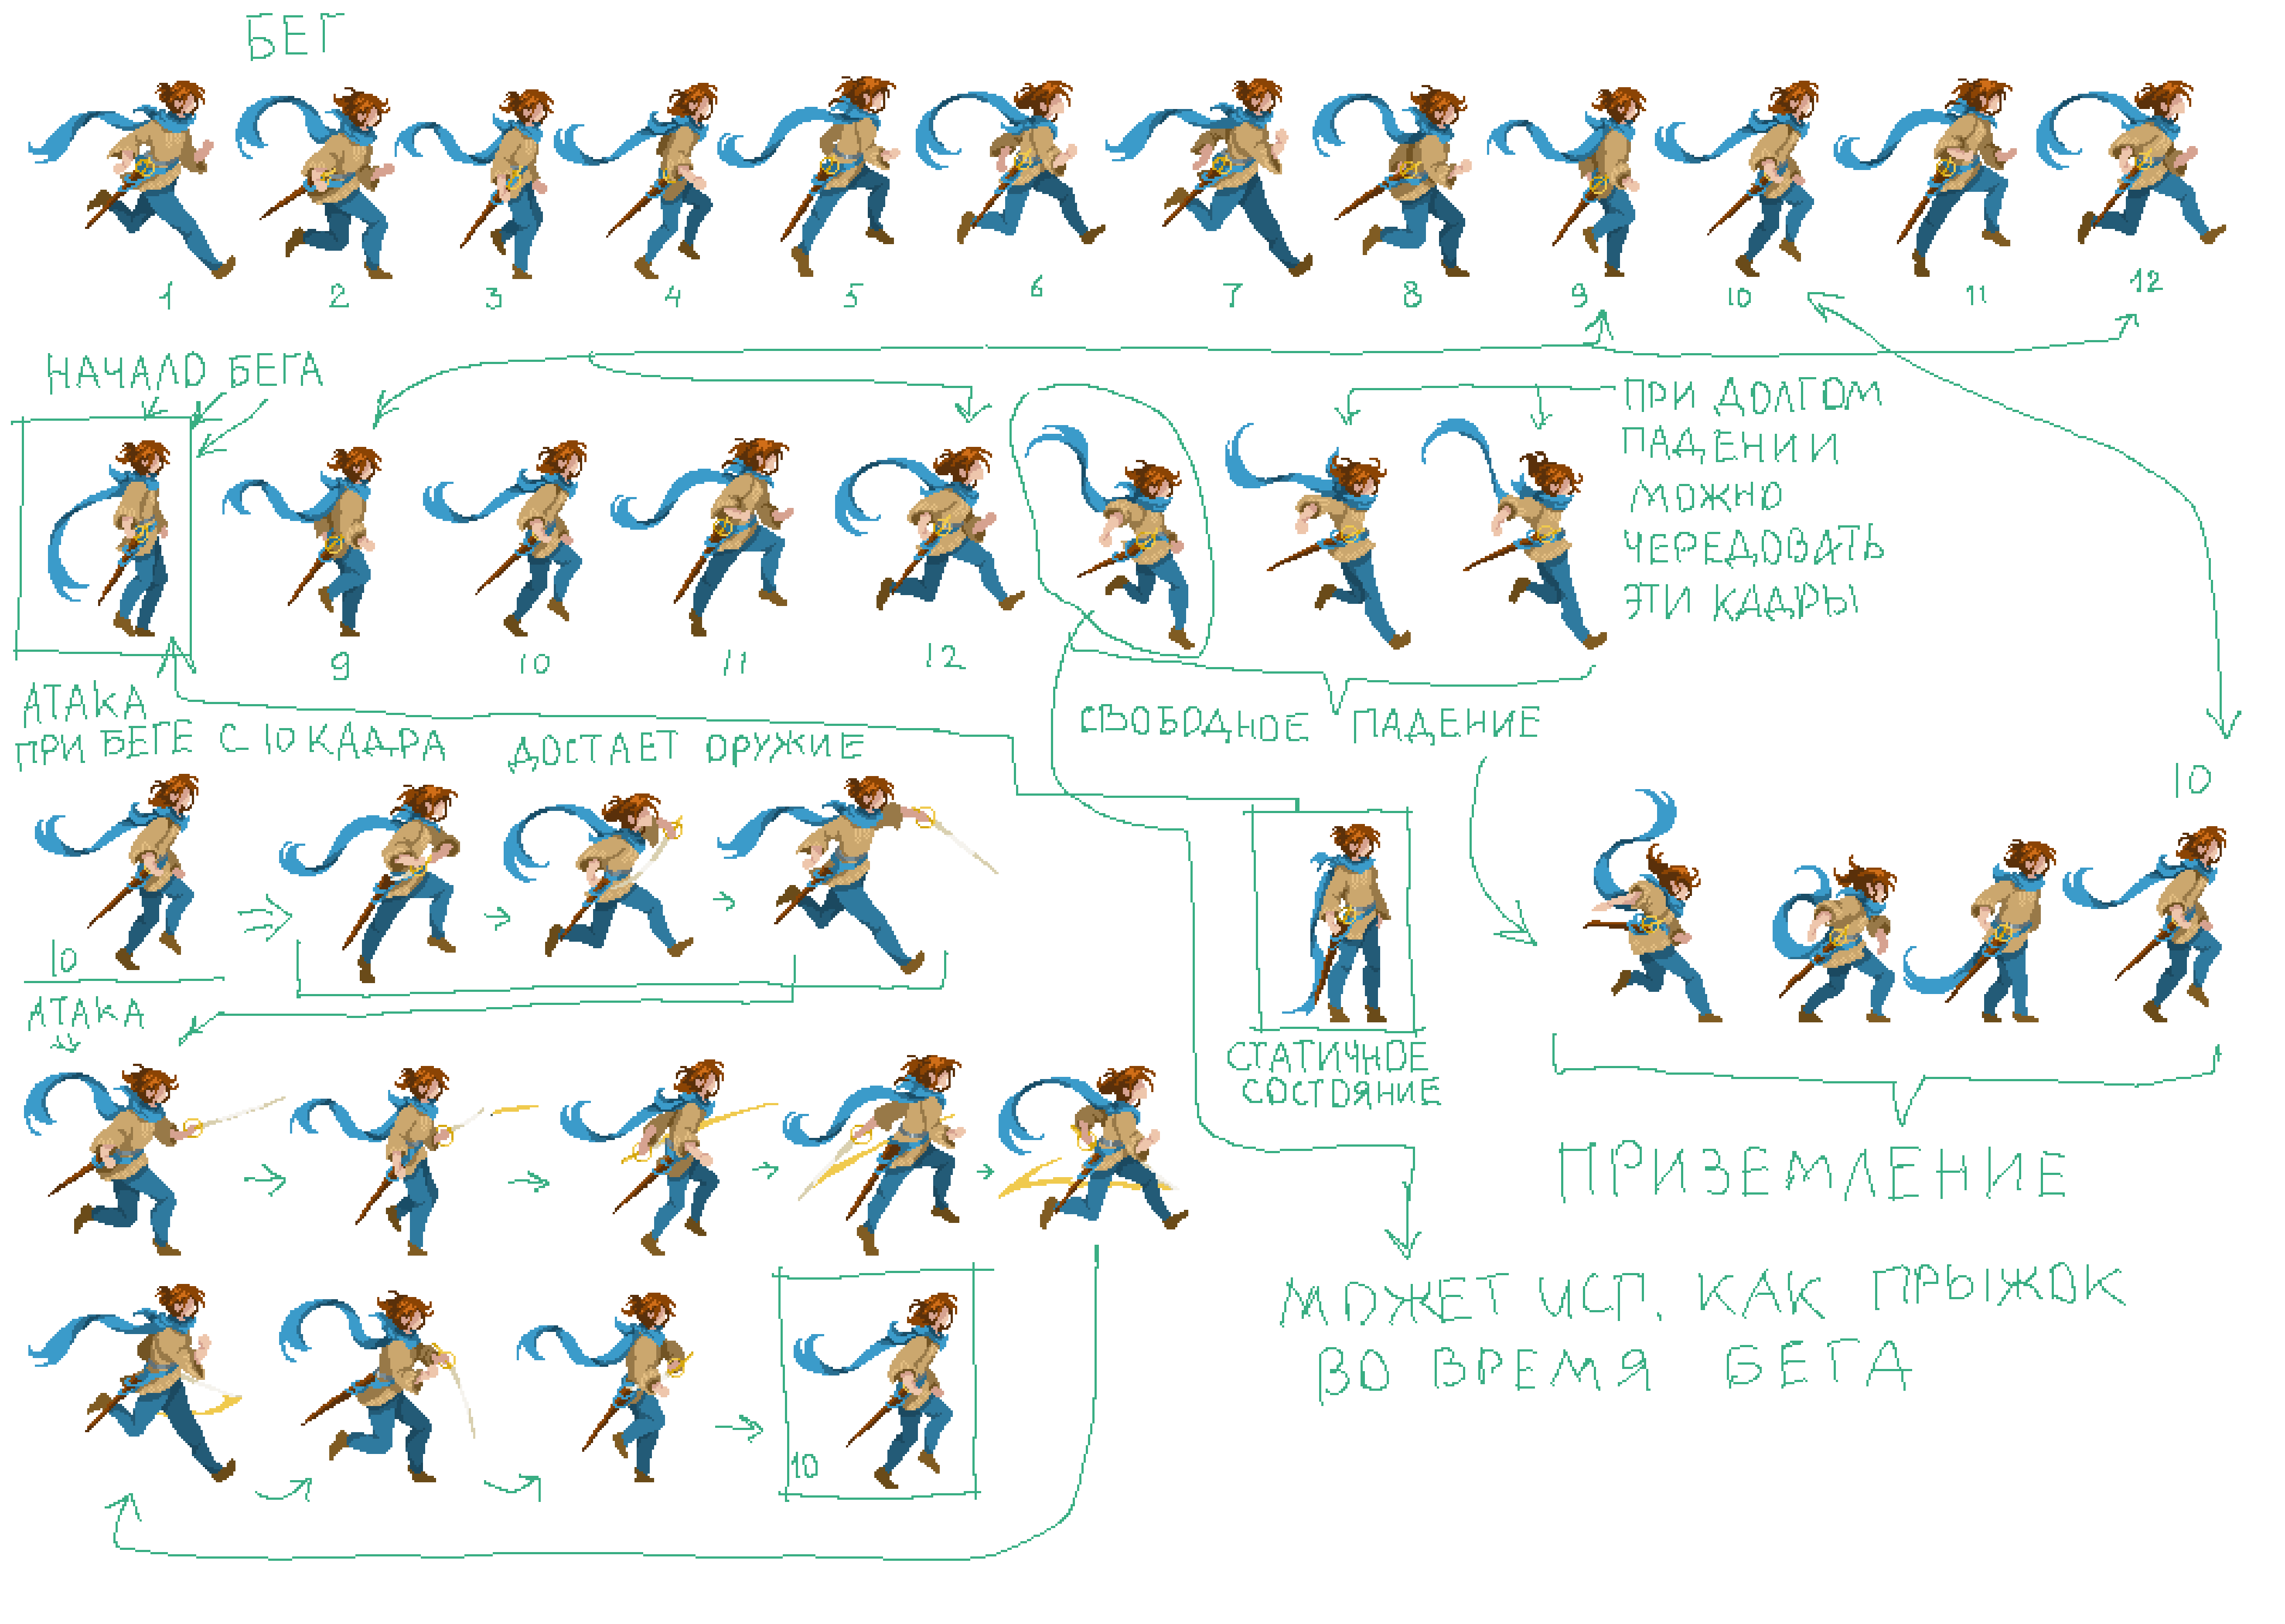 БЕГ
1 2 3 4 5 6 7 8 9 10 11 12
НАЧАЛО БЕГА
ПРИ ДОЛГОМ
ПАДЕНИИ
МОЖНО
ЧЕРЕДОВАТЬ
ЭТИ КАДРЫ
9 10 11 12
СВОБОДНОЕ ПАДЕНИЕ
АТАКА
ПРИ БЕГЕ С 10 КАДРА
ДОСТАЕТ ОРУЖИЕ
10
10
АТАКА
СТАТИЧНОЕ
СОСТОЯНИЕ
ПРИЗЕМЛЕНИЕ
МОЖЕТ ИСП. КАК ПРЫЖОК
ВО ВРЕМЯ БЕГА
10